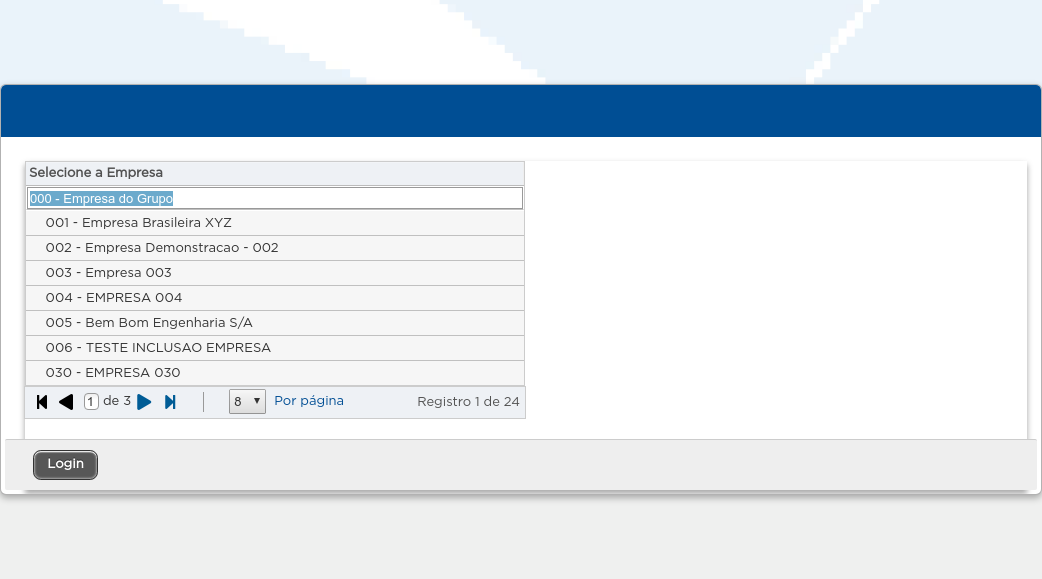 Selecione a Empresa
000 - Empresa do Grupo
001 - Empresa Brasileira XYZ
002 - Empresa Demonstracao - 002
003 - Empresa 003
004 - EMPRESA 004
005 - Bem Bom Engenharia S/A
006 - TESTE INCLUSAO EMPRESA
030 - EMPRESA 030
1 de 3 8 Por página Registro 1 de 24
Login